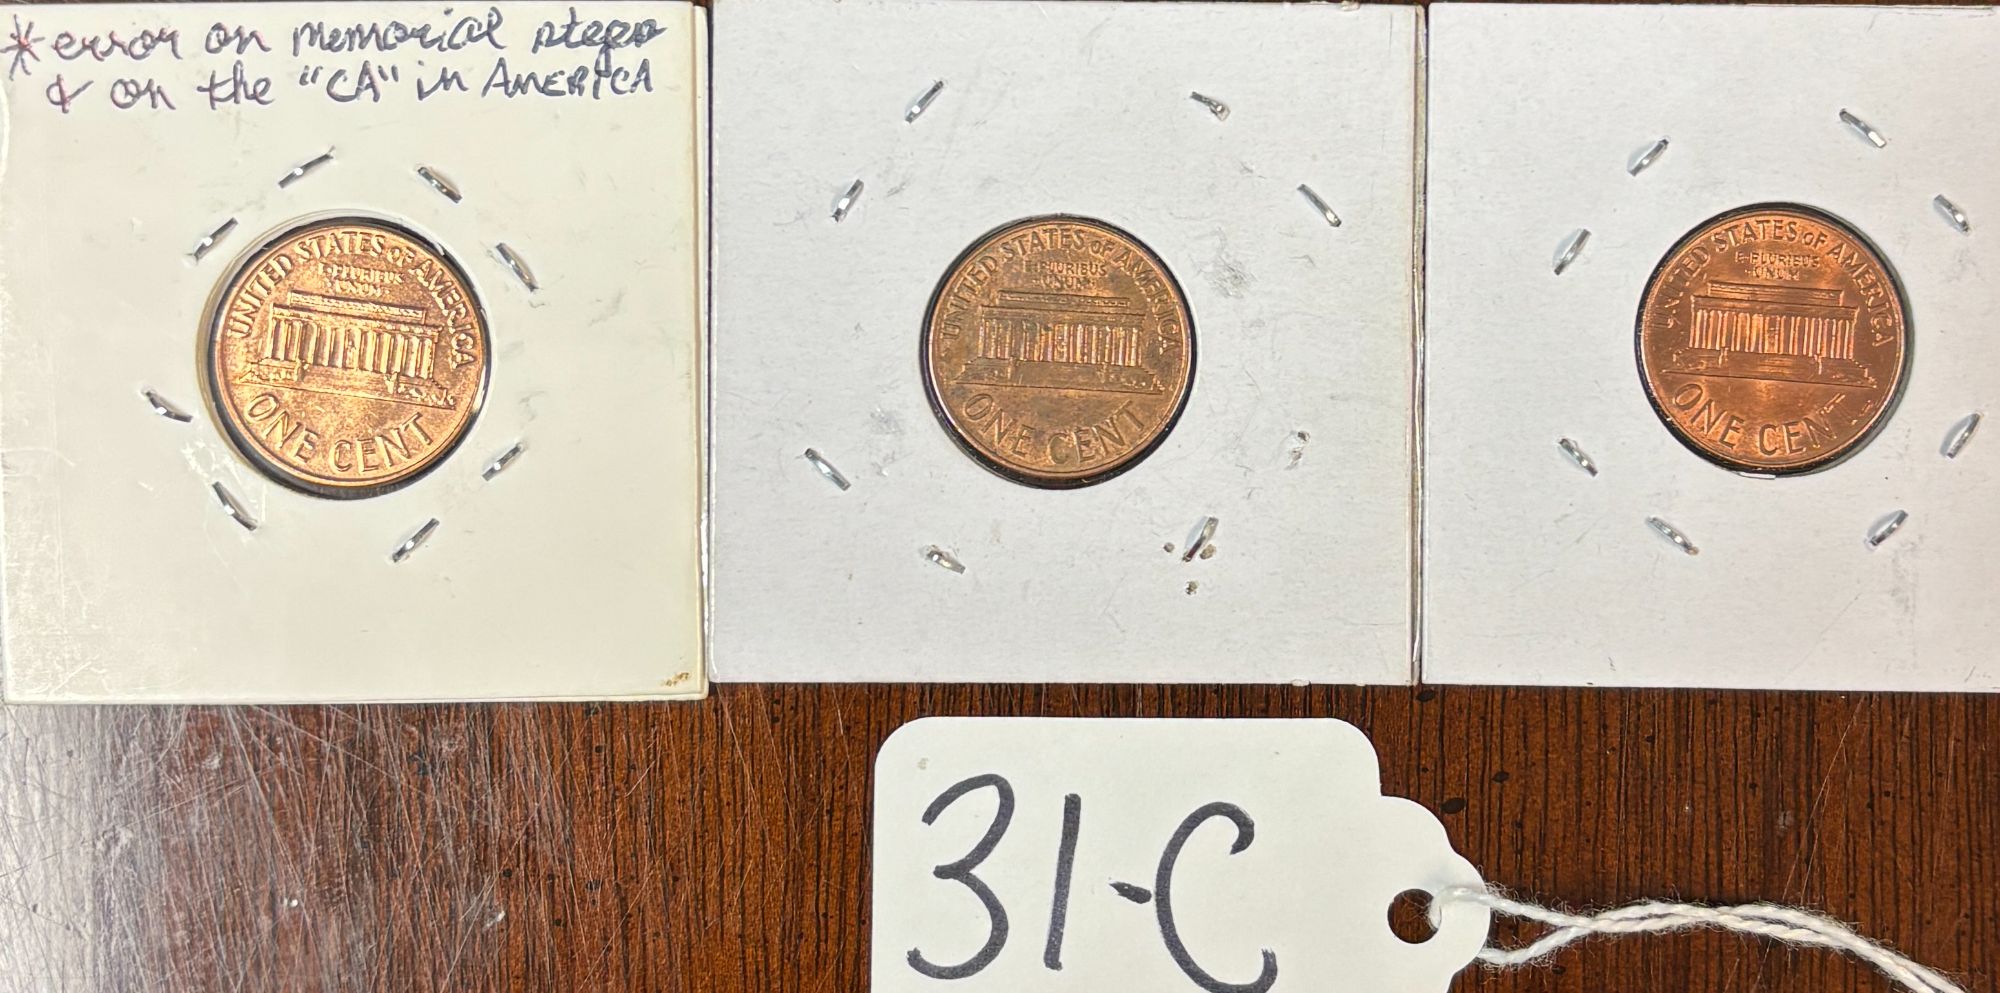 *error on memorial steps
& on the "CA" in AMERICA
UNITED STATES OF AMERICA
E·PLURIBUS
·UNUM·
ONE CENT
UNITED STATES OF AMERICA
E·PLURIBUS
·UNUM·
ONE CENT
UNITED STATES OF AMERICA
E·PLURIBUS
·UNUM·
ONE CENT
31-C